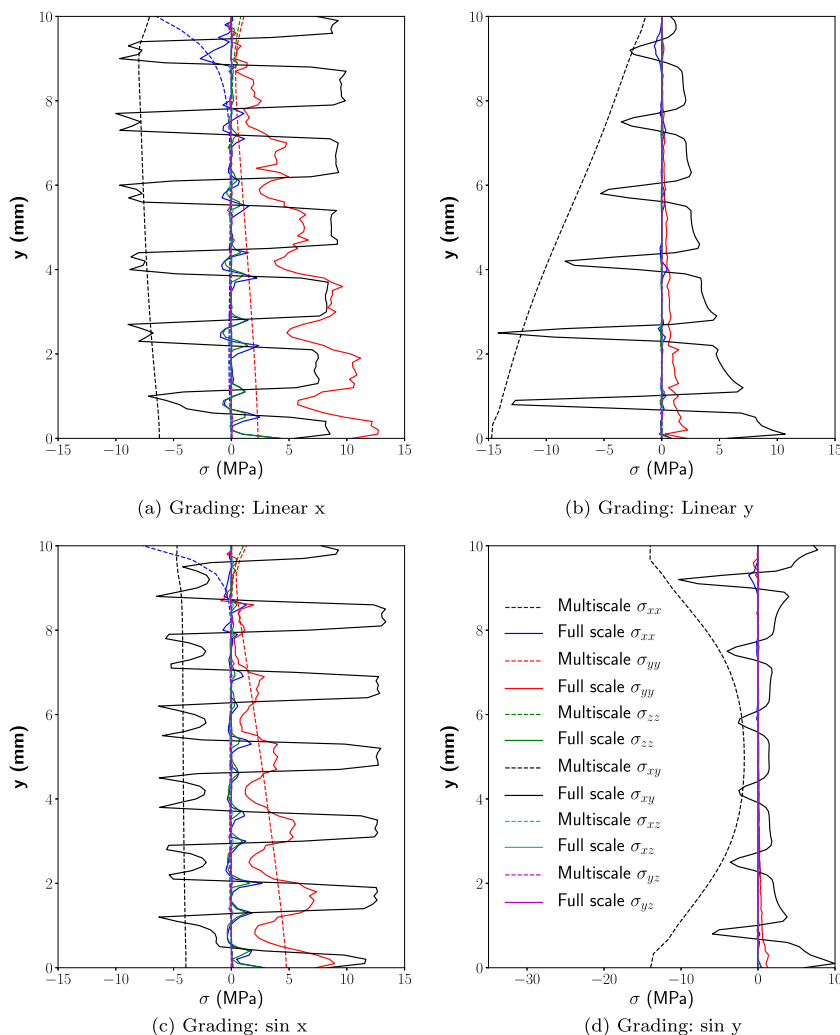 10
8
6
4
2
0
y (mm)
−15 −10 −5 0 5 10 15
σ (MPa)
(a) Grading: Linear x
10
8
6
4
2
0
y (mm)
−15 −10 −5 0 5 10 15
σ (MPa)
(b) Grading: Linear y
10
8
6
4
2
0
y (mm)
−15 −10 −5 0 5 10 15
σ (MPa)
(c) Grading: sin x
10
8
6
4
2
0
y (mm)
Multiscale σxx
Full scale σxx
Multiscale σyy
Full scale σyy
Multiscale σzz
Full scale σzz
Multiscale σxy
Full scale σxy
Multiscale σxz
Full scale σxz
Multiscale σyz
Full scale σyz
−30 −20 −10 0 10
σ (MPa)
(d) Grading: sin y